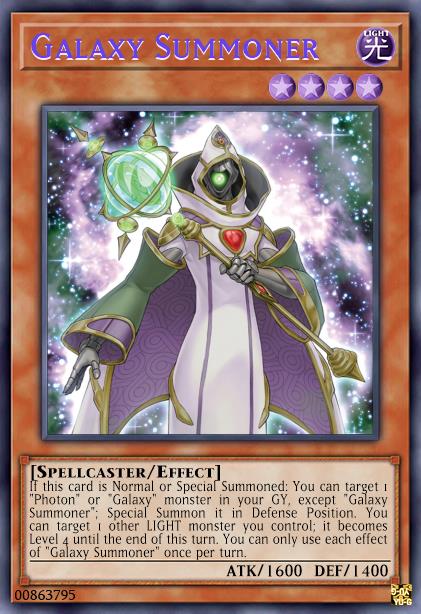 GALAXY SUMMONER
LIGHT
光
[SPELLCASTER/EFFECT]
If this card is Normal or Special Summoned: You can target 1
"Photon" or "Galaxy" monster in your GY, except "Galaxy
Summoner"; Special Summon it in Defense Position. You
can target 1 other LIGHT monster you control; it becomes
Level 4 until the end of this turn. You can only use each effect
of "Galaxy Summoner" once per turn.
ATK/1600 DEF/1400
00863795